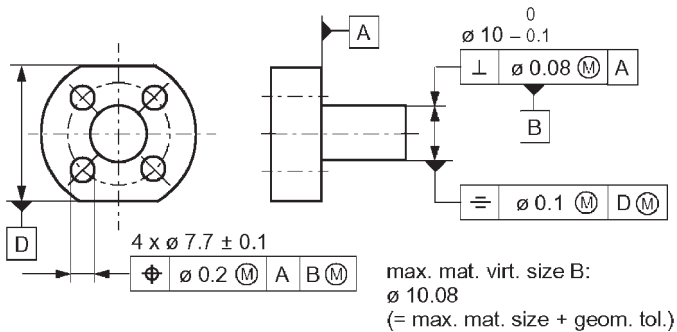 A
0
ø 10 – 0.1
⊥ ø 0.08 Ⓜ A
B
⌯ ø 0.1 Ⓜ D Ⓜ
D
4 x ø 7.7 ± 0.1
⌖ ø 0.2 Ⓜ A B Ⓜ
max. mat. virt. size B:
ø 10.08
(= max. mat. size + geom. tol.)